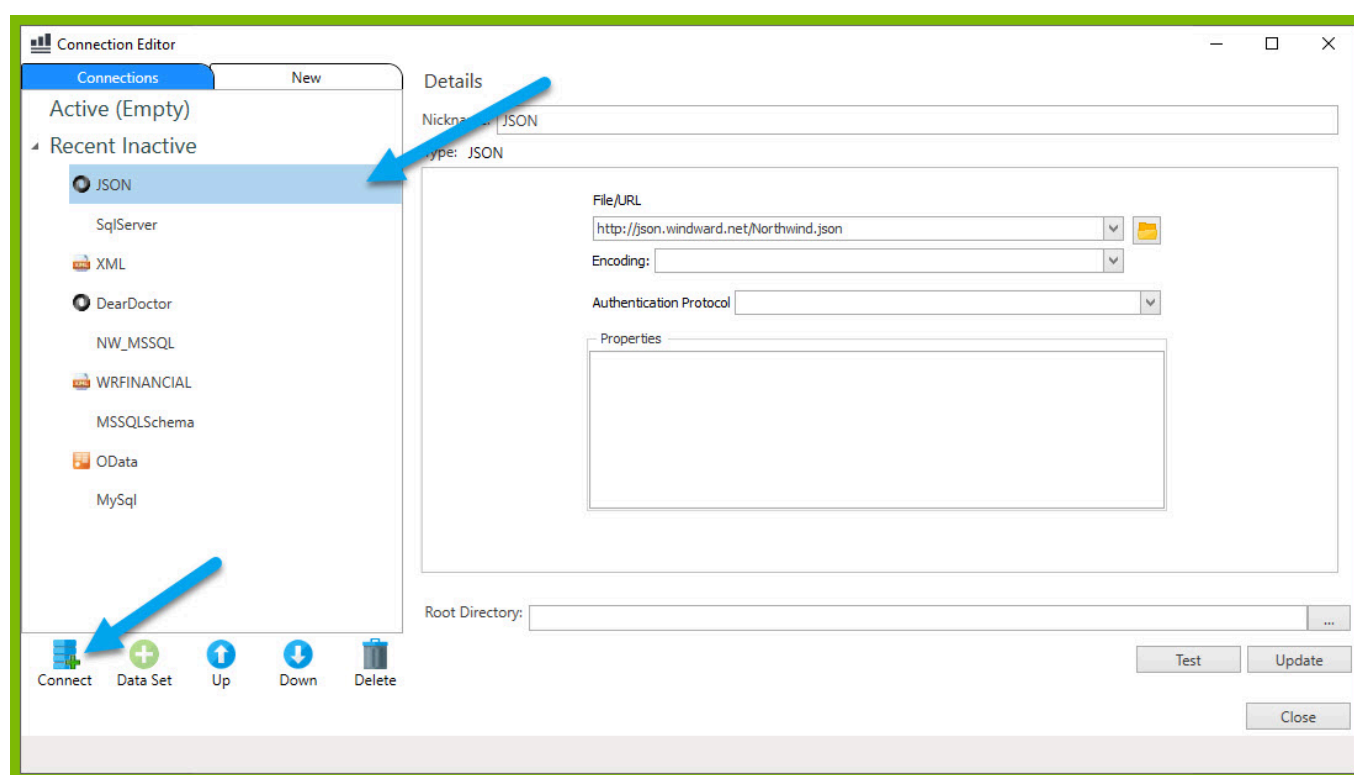 Connection Editor
Connections New
Active (Empty)
Recent Inactive
JSON
SqlServer
XML
DearDoctor
NW_MSSQL
WRFINANCIAL
MSSQLSchema
OData
MySql
Connect Data Set Up Down Delete
Details
JSON
Type: JSON
File/URL
http://json.windward.net/Northwind.json
Encoding:
Authentication Protocol
Properties
Root Directory:
...
Test Update
Close